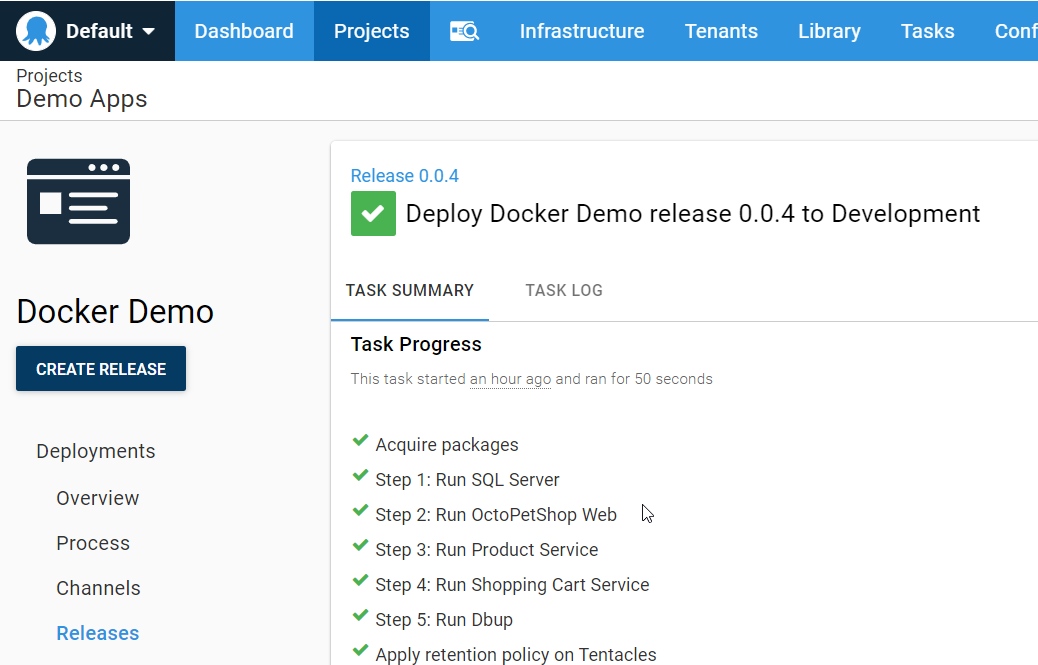 Default Dashboard Projects Infrastructure Tenants Library Tasks Conf
Projects
Demo Apps
Docker Demo
CREATE RELEASE
Deployments
Overview
Process
Channels
Releases
Release 0.0.4
Deploy Docker Demo release 0.0.4 to Development
TASK SUMMARY TASK LOG
Task Progress
This task started an hour ago and ran for 50 seconds
Acquire packages
Step 1: Run SQL Server
Step 2: Run OctoPetShop Web
Step 3: Run Product Service
Step 4: Run Shopping Cart Service
Step 5: Run Dbup
Apply retention policy on Tentacles